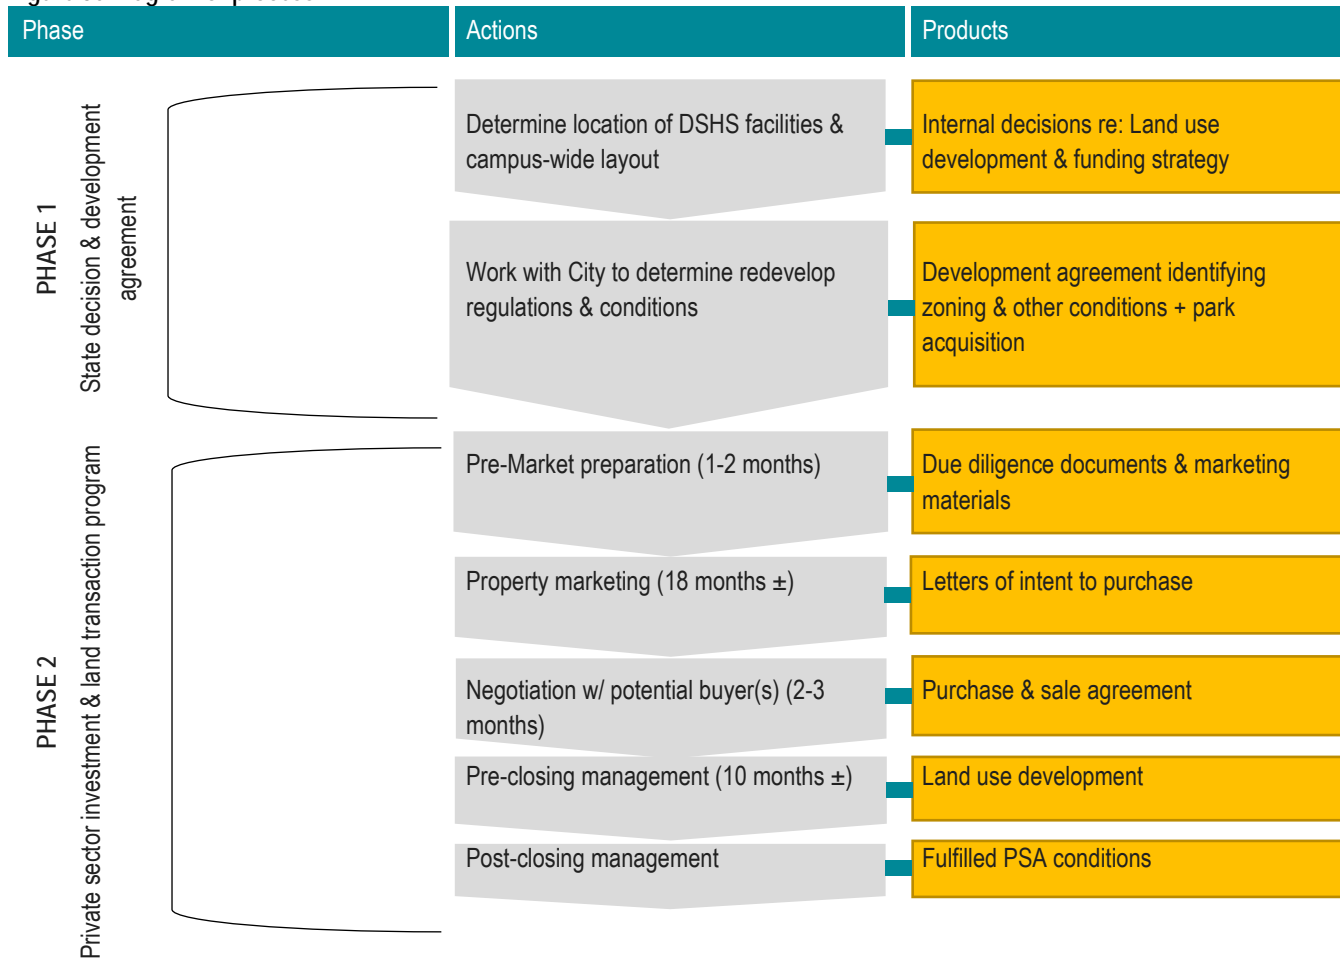 Phase
Actions
Products
PHASE 1
State decision & development
agreement
Determine location of DSHS facilities &
campus-wide layout
Internal decisions re: Land use
development & funding strategy
Work with City to determine redevelop
regulations & conditions
Development agreement identifying
zoning & other conditions + park
acquisition
PHASE 2
Private sector investment & land transaction program
Pre-Market preparation (1-2 months)
Due diligence documents & marketing
materials
Property marketing (18 months ±)
Letters of intent to purchase
Negotiation w/ potential buyer(s) (2-3
months)
Purchase & sale agreement
Pre-closing management (10 months ±)
Land use development
Post-closing management
Fulfilled PSA conditions